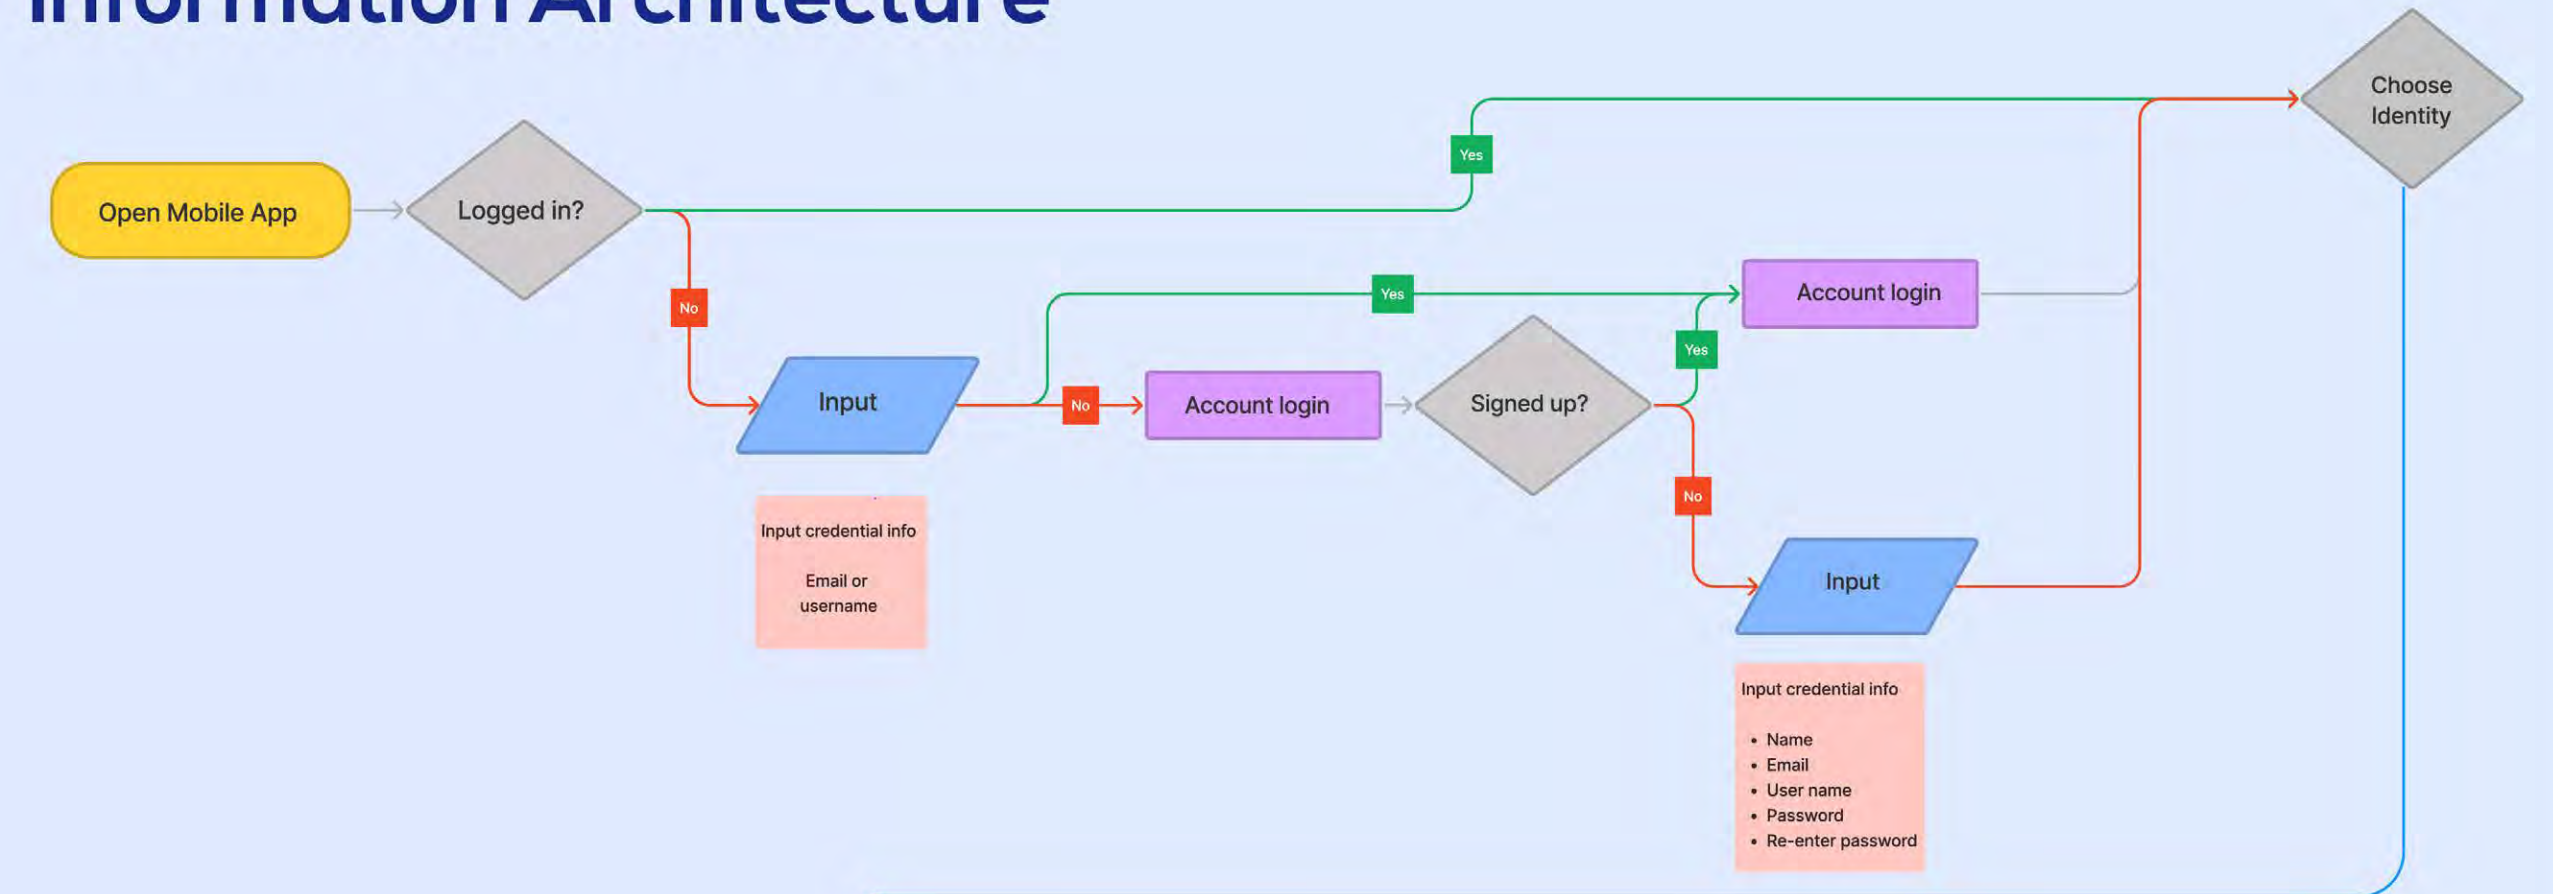 Information Architecture
Choose
Identity
Yes
Open Mobile App
Logged in?
Yes
Account login
No
Yes
Input
No
Account login
Signed up?
No
Input credential info
Email or
username
Input
Input credential info
• Name
• Email
• User name
• Password
• Re-enter password